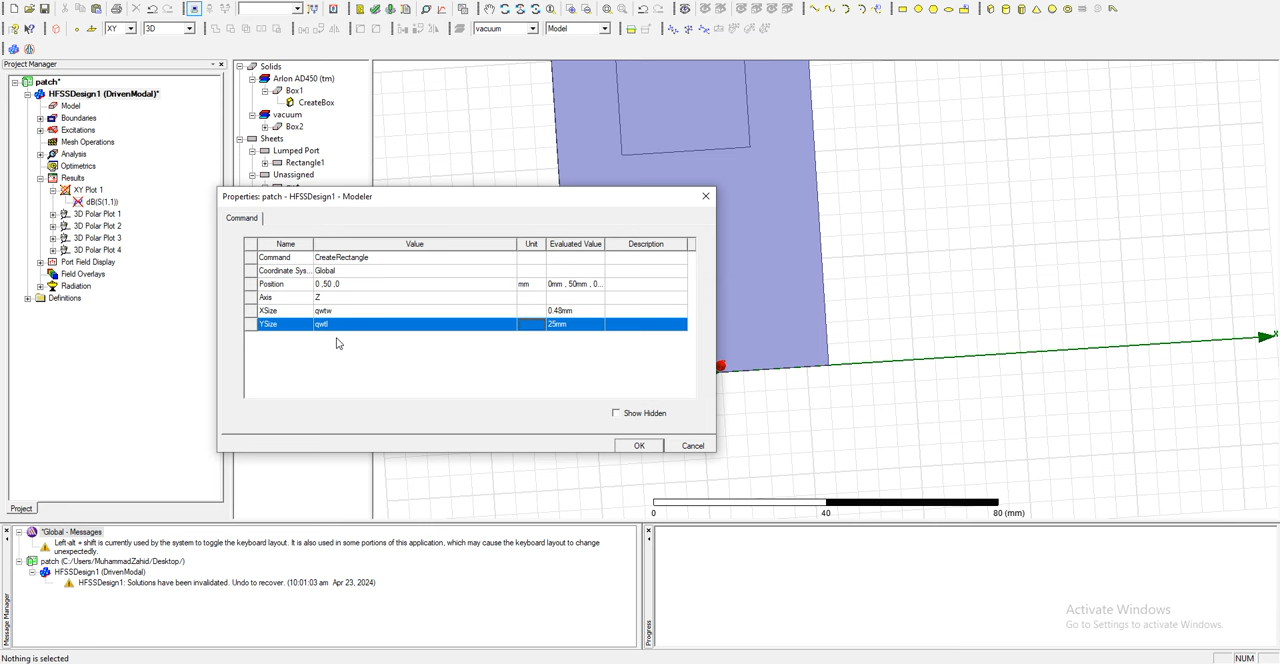 XY
3D
vacuum
Model
Project Manager
patch*
HFSSDesign1 (DrivenModal)*
Model
Boundaries
Excitations
Mesh Operations
Analysis
Optimetrics
Results
XY Plot 1
dB(S(1,1))
3D Polar Plot 1
3D Polar Plot 2
3D Polar Plot 3
3D Polar Plot 4
Port Field Display
Field Overlays
Radiation
Definitions
Project
Solids
Arlon AD450 (tm)
Box1
CreateBox
vacuum
Box2
Sheets
Lumped Port
Rectangle1
Unassigned
Properties: patch - HFSSDesign1 - Modeler
Command
Name Value Unit Evaluated Value Description
Command CreateRectangle
Coordinate Sys... Global
Position 0 ,50 ,0 mm 0mm , 50mm , 0...
Axis Z
XSize qwtw 0.48mm
YSize qwtl 25mm
Show Hidden
OK Cancel
X
0 40 80 (mm)
*Global - Messages
Left-alt + shift is currently used by the system to toggle the keyboard layout. It is also used in some portions of this application, which may cause the keyboard layout to change
unexpectedly.
patch (C:/Users/MuhammadZahid/Desktop/)
HFSSDesign1 (DrivenModal)
HFSSDesign1: Solutions have been invalidated. Undo to recover. (10:01:03 am Apr 23, 2024)
Message Manager
Progress
Activate Windows
Go to Settings to activate Windows.
Nothing is selected
NUM